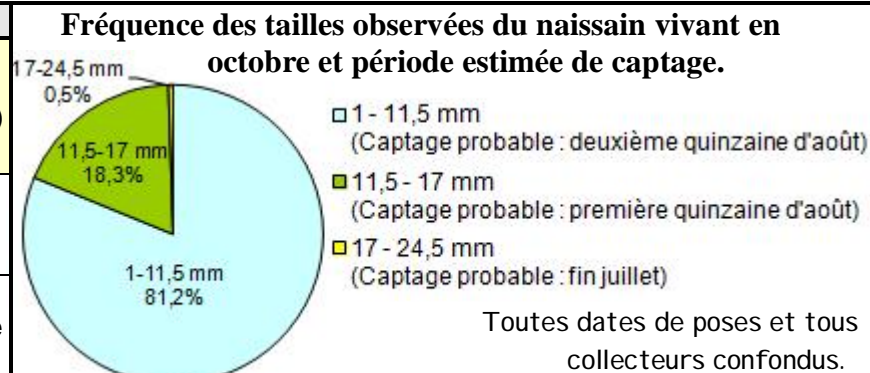 Fréquence des tailles observées du naissain vivant en
octobre et période estimée de captage.
17-24,5 mm
0,5%
11,5-17 mm
18,3%
1-11,5 mm
81,2%
1 - 11,5 mm
(Captage probable : deuxième quinzaine d'août)
11,5 - 17 mm
(Captage probable : première quinzaine d'août)
17 - 24,5 mm
(Captage probable : fin juillet)
Toutes dates de poses et tous
collecteurs confondus.